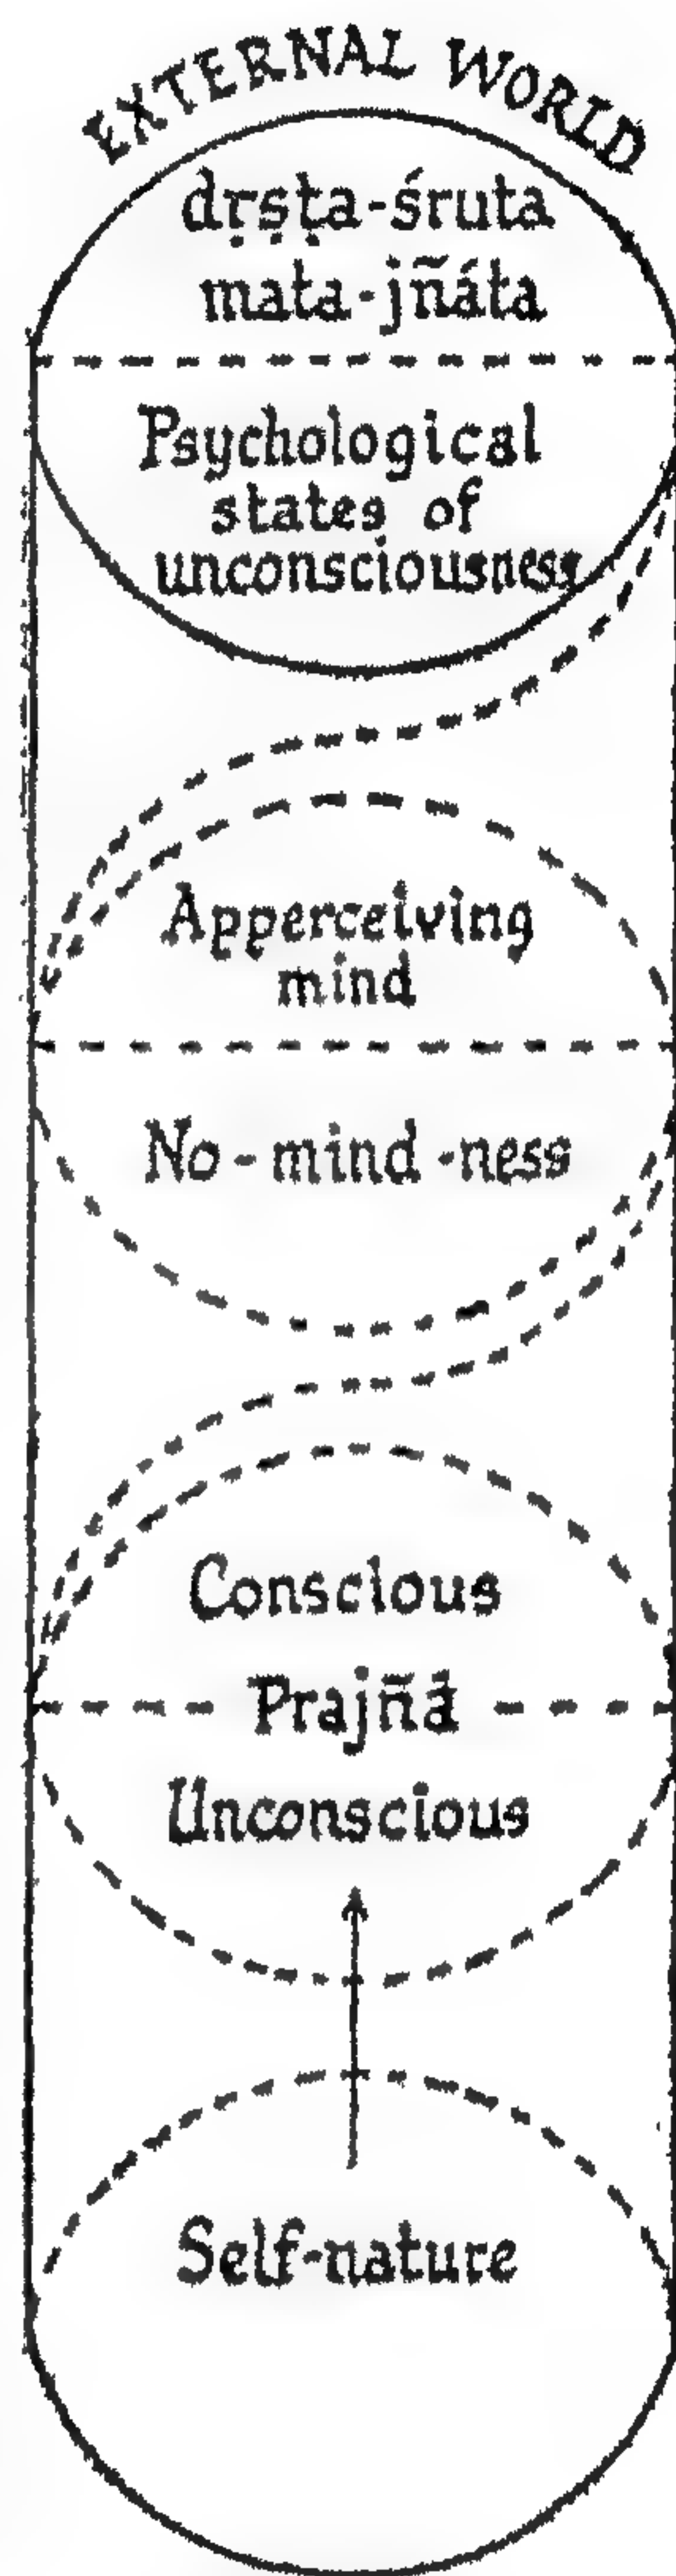 EXTERNAL WORLD
dṛṣṭa-śruta
mata-jñáta
Psychological
states of
unconsciousness
Apperceiving
mind
No-mind-ness
Conscious
Prajñá
Unconscious
Self-nature